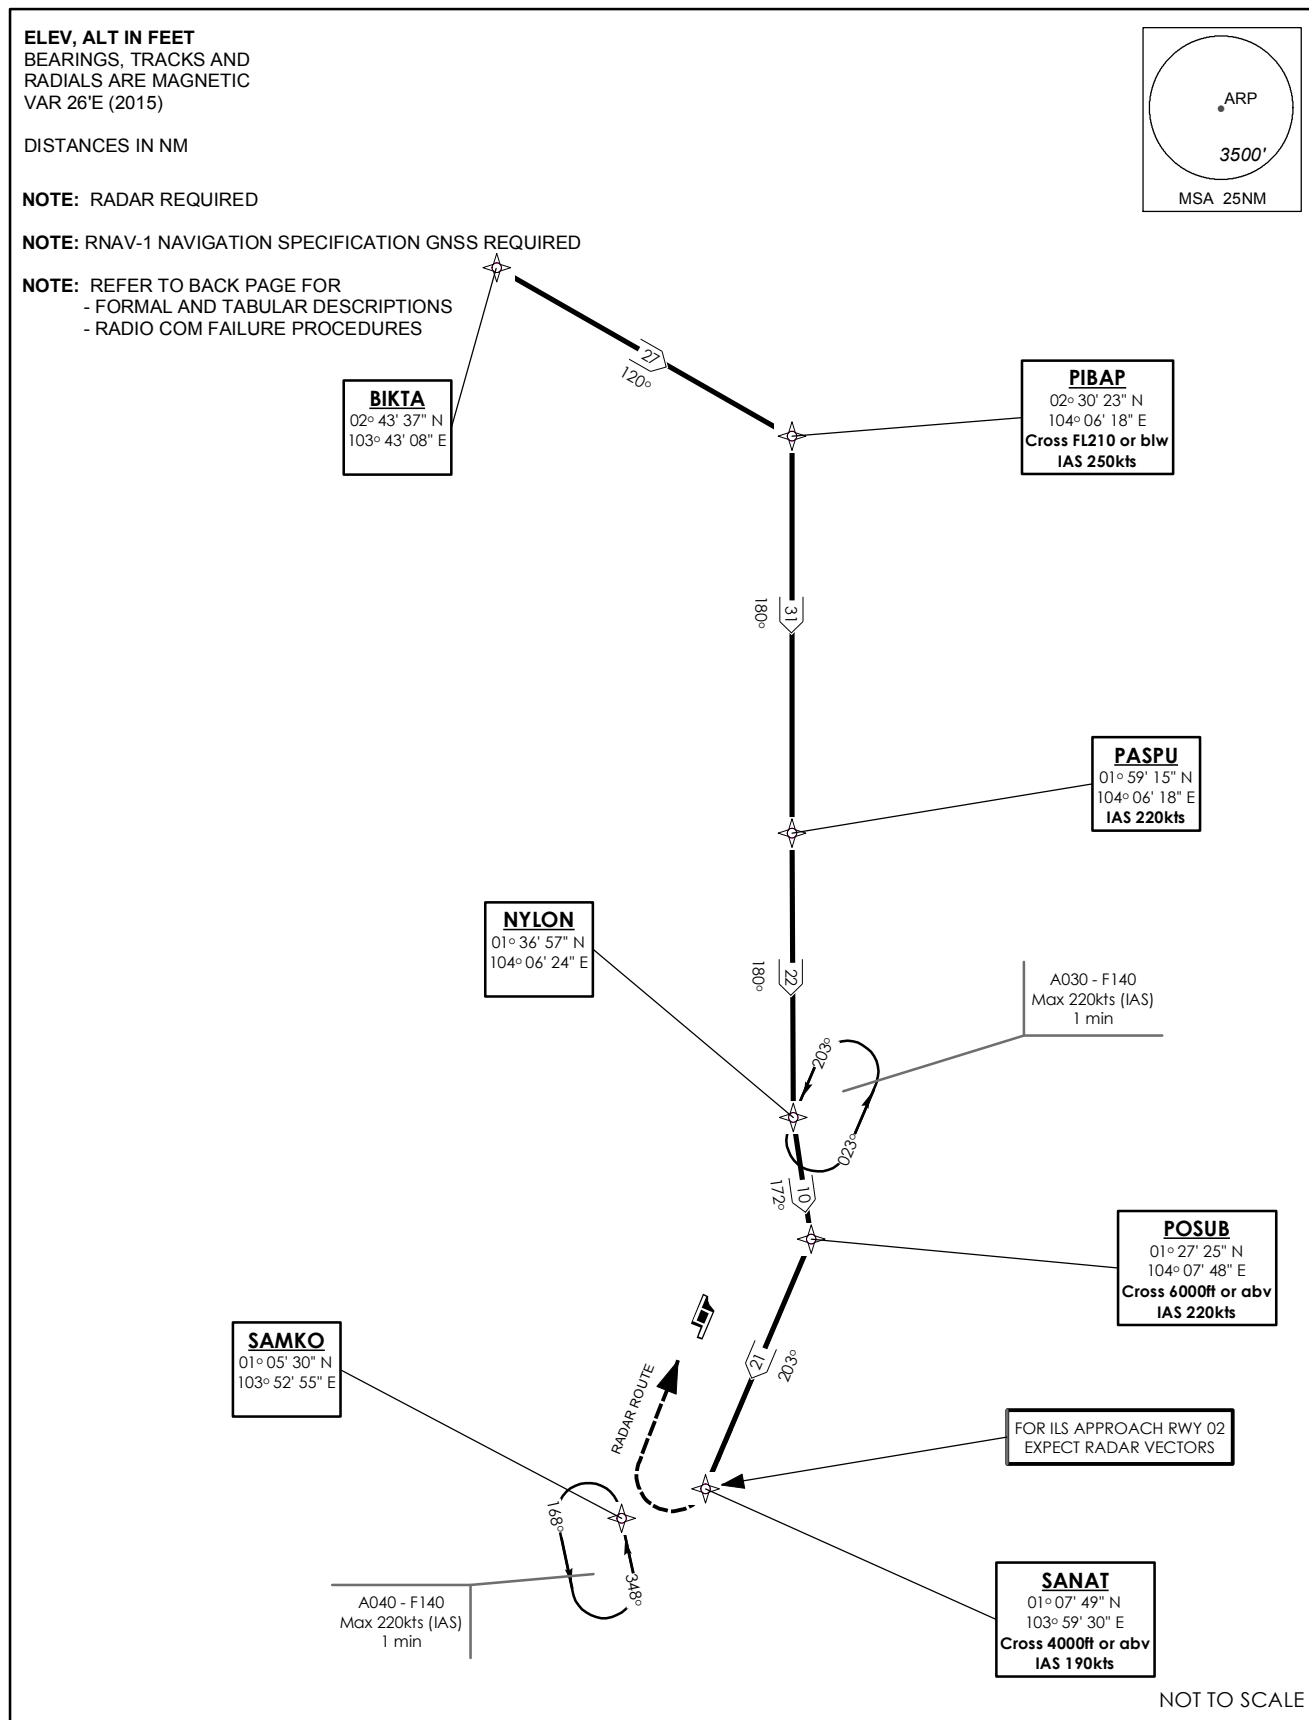 ELEV, ALT IN FEET
BEARINGS, TRACKS AND
RADIALS ARE MAGNETIC
VAR 26'E (2015)
DISTANCES IN NM
NOTE: RADAR REQUIRED
NOTE: RNAV-1 NAVIGATION SPECIFICATION GNSS REQUIRED
NOTE: REFER TO BACK PAGE FOR
- FORMAL AND TABULAR DESCRIPTIONS
- RADIO COM FAILURE PROCEDURES
ARP
3500'
MSA 25NM
BIKTA
02° 43' 37" N
103° 43' 08" E
27
120°
PIBAP
02° 30' 23" N
104° 06' 18" E
Cross FL210 or blw
IAS 250kts
31
180°
PASPU
01° 59' 15" N
104° 06' 18" E
IAS 220kts
NYLON
01° 36' 57" N
104° 06' 24" E
22
180°
A030 - F140
Max 220kts (IAS)
1 min
203°
023°
10
172°
POSUB
01° 27' 25" N
104° 07' 48" E
Cross 6000ft or abv
IAS 220kts
SAMKO
01° 05' 30" N
103° 52' 55" E
RADAR ROUTE
21
203°
FOR ILS APPROACH RWY 02
EXPECT RADAR VECTORS
168°
348°
A040 - F140
Max 220kts (IAS)
1 min
SANAT
01° 07' 49" N
103° 59' 30" E
Cross 4000ft or abv
IAS 190kts
NOT TO SCALE